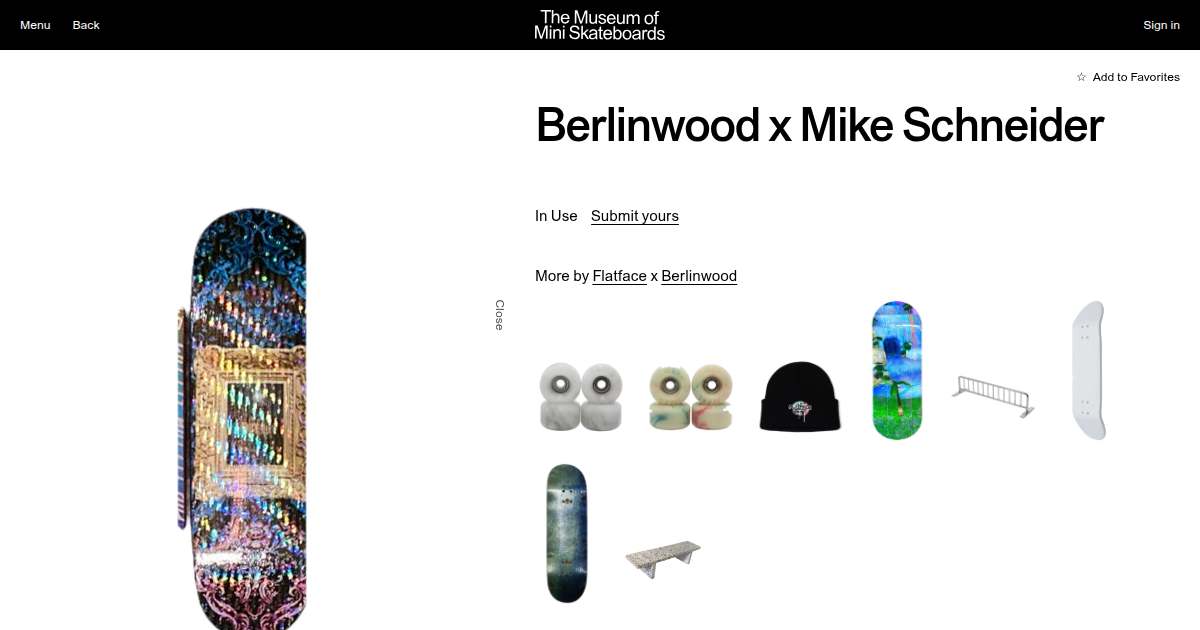 Menu
Back
The Museum of
Mini Skateboards
Sign in
☆ Add to Favorites
Berlinwood x Mike Schneider
In Use Submit yours
More by Flatface x Berlinwood
Close